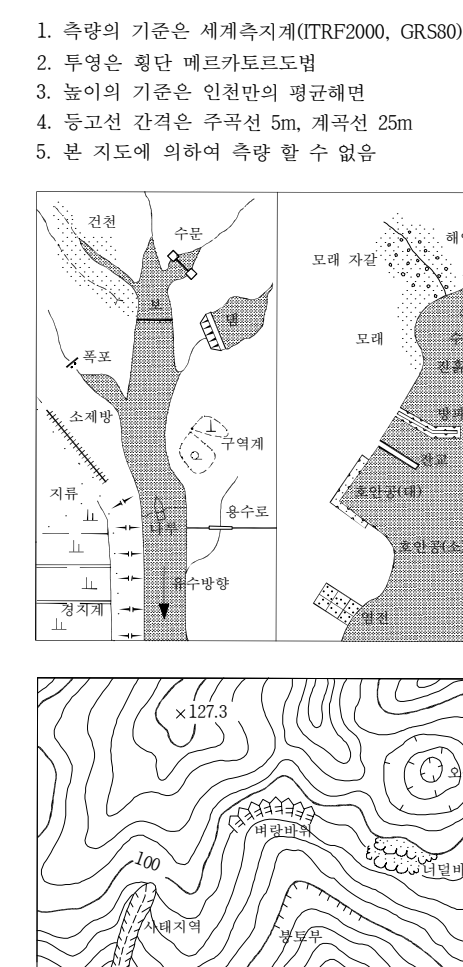 1. 측량의 기준은 세계측지계(ITRF2000, GRS80)
2. 투영은 횡단 메르카토르도법
3. 높이의 기준은 인천만의 평균해면
4. 등고선 간격은 주곡선 5m, 계곡선 25m
5. 본 지도에 의하여 측량 할 수 없음
건천
수문
보
댐
폭포
소제방
구역계
지류
용수로
나루
유수방향
경지계
모래 자갈
모래
잔교
호안공(대)
호안공(소
염전
×127.3
벼랑바위
100
사태지역
붕토부